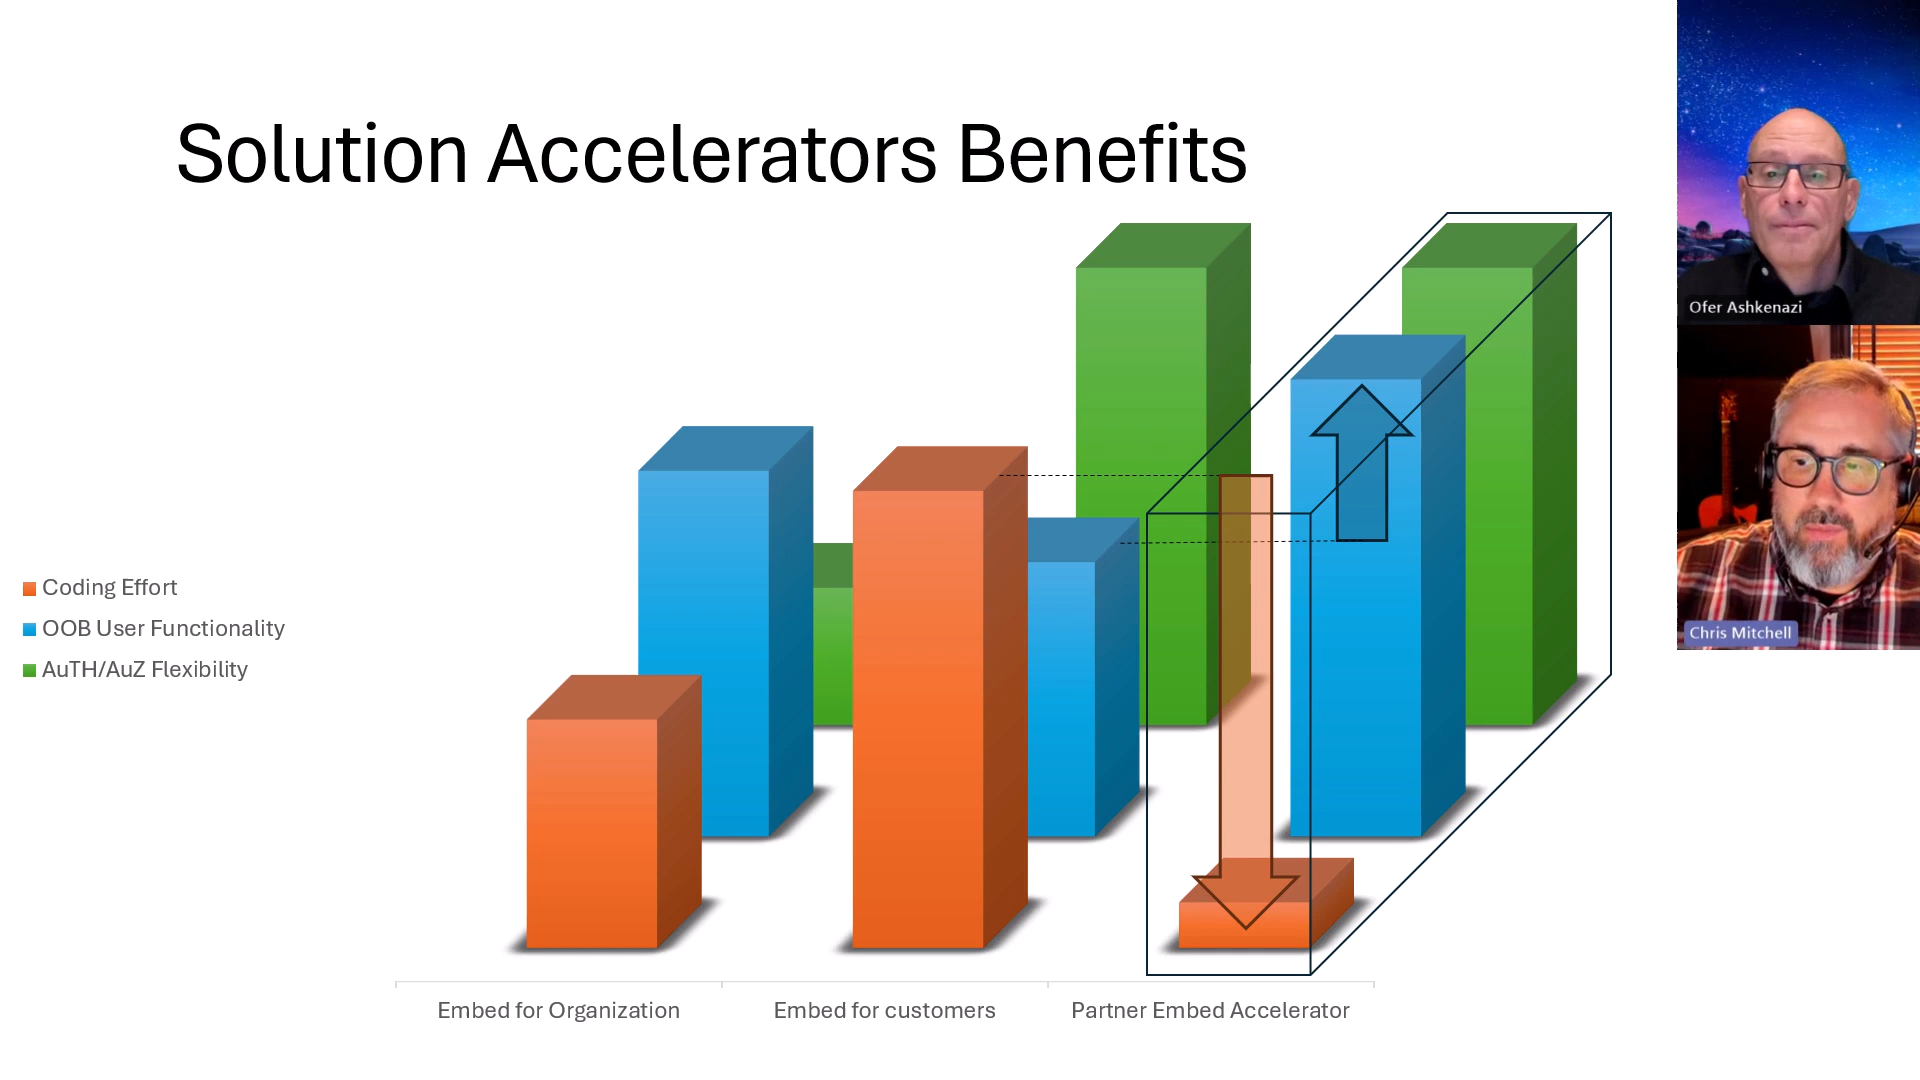 Solution Accelerators Benefits
Ofer Ashkenazi
Chris Mitchell
Coding Effort
OOB User Functionality
AuTH/AuZ Flexibility
Embed for Organization
Embed for customers
Partner Embed Accelerator